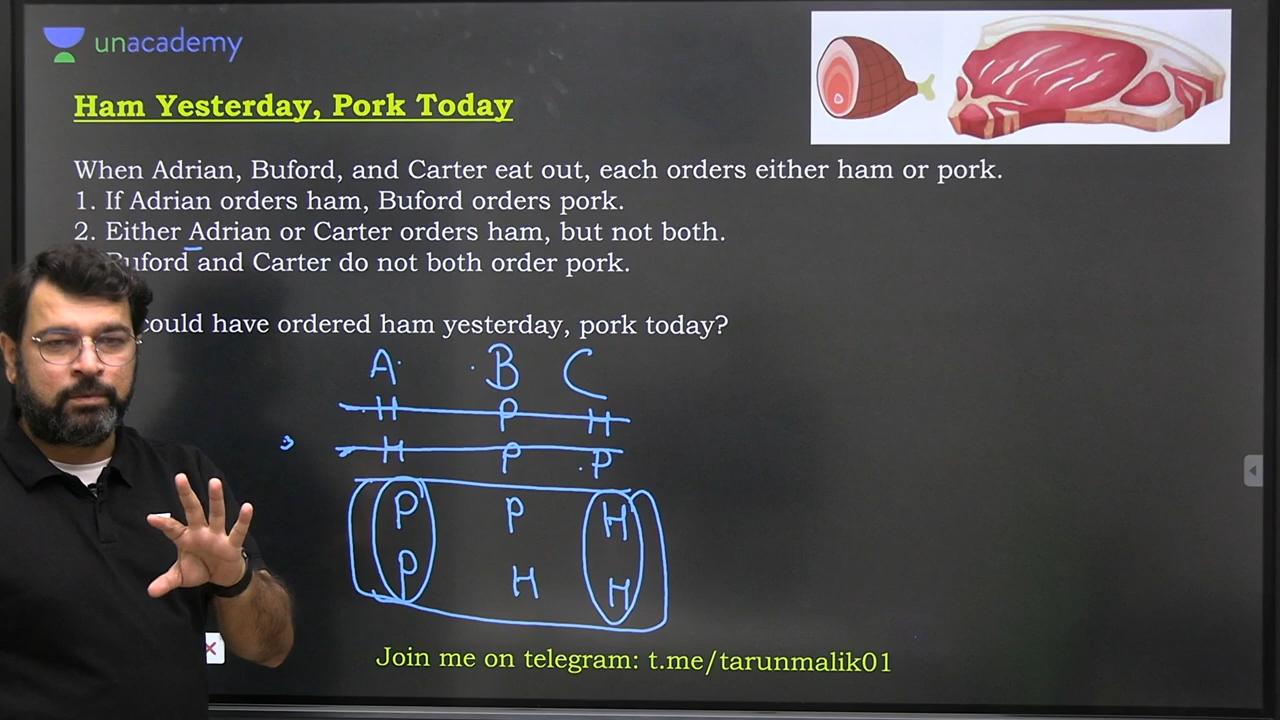 unacademy
Ham Yesterday, Pork Today
When Adrian, Buford, and Carter eat out, each orders either ham or pork.
1. If Adrian orders ham, Buford orders pork.
2. Either Adrian or Carter orders ham, but not both.
Buford and Carter do not both order pork.
could have ordered ham yesterday, pork today?
A B C
H P H
H P P
P P H
P H H
Join me on telegram: t.me/tarunmalik01